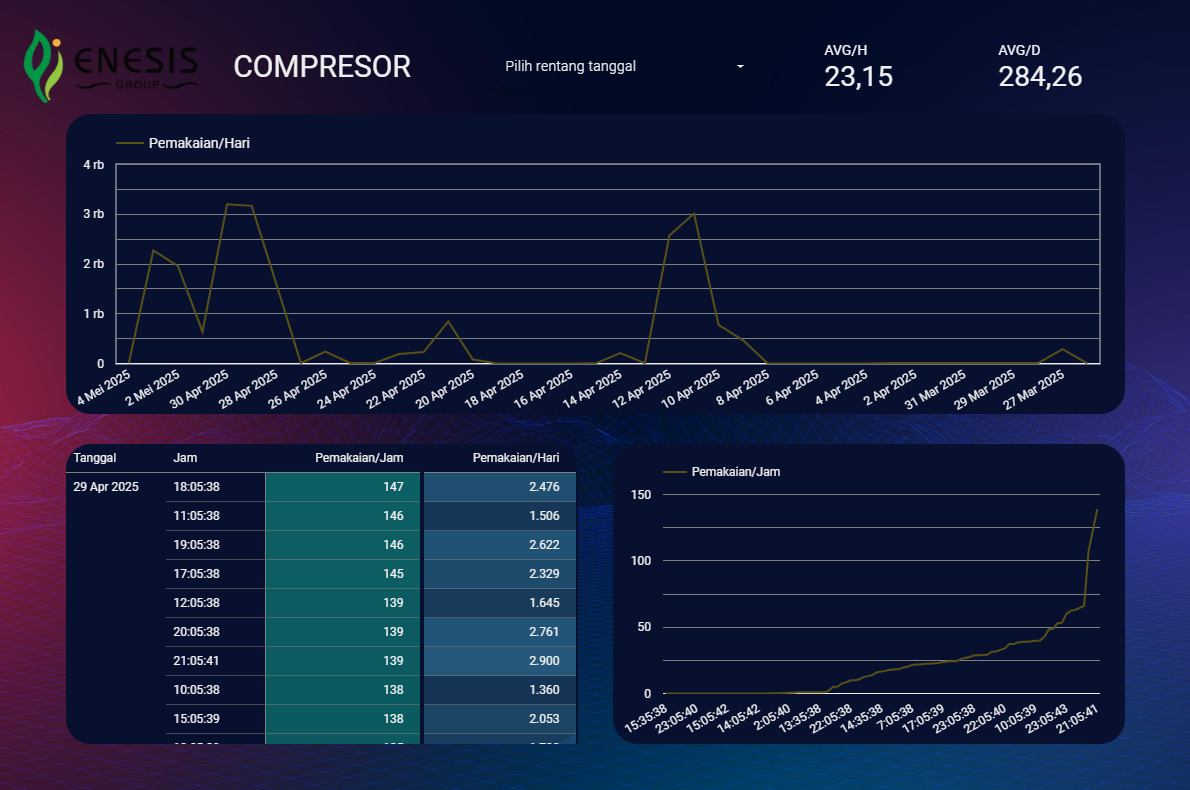 ENESIS
GROUP
COMPRESOR
Pilih rentang tanggal
AVG/H
23,15
AVG/D
284,26
Pemakaian/Hari
4 rb
3 rb
2 rb
1 rb
0
4 Mei 2025
2 Mei 2025
30 Apr 2025
28 Apr 2025
26 Apr 2025
24 Apr 2025
22 Apr 2025
20 Apr 2025
18 Apr 2025
16 Apr 2025
14 Apr 2025
12 Apr 2025
10 Apr 2025
8 Apr 2025
6 Apr 2025
4 Apr 2025
2 Apr 2025
31 Mar 2025
29 Mar 2025
27 Mar 2025
Tanggal Jam Pemakaian/Jam Pemakaian/Hari
29 Apr 2025 18:05:38 147 2.476
11:05:38 146 1.506
19:05:38 146 2.622
17:05:38 145 2.329
12:05:38 139 1.645
20:05:38 139 2.761
21:05:41 139 2.900
10:05:38 138 1.360
15:05:39 138 2.053
Pemakaian/Jam
150
100
50
0
15:35:38
23:05:40
15:05:42
14:05:42
2:05:40
13:35:38
22:05:38
14:35:38
7:05:38
17:05:39
23:05:38
22:05:40
10:05:39
23:05:43
21:05:41